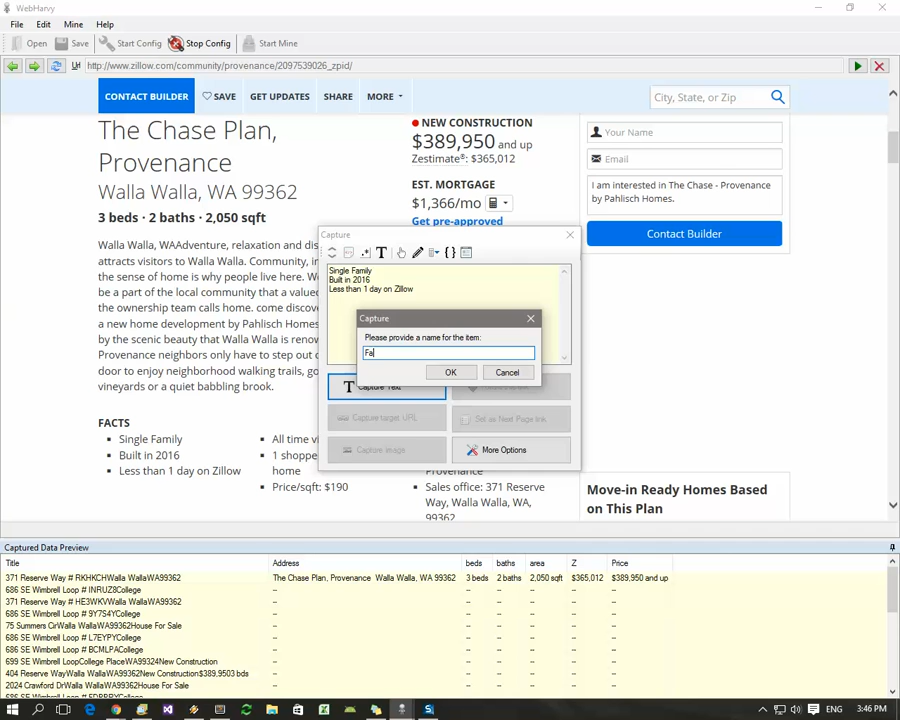 WebHarvy
File Edit Mine Help
Open Save Start Config Stop Config Start Mine
Url http://www.zillow.com/community/provenance/2097539026_zpid/
CONTACT BUILDER SAVE GET UPDATES SHARE MORE
City, State, or Zip
The Chase Plan,
Provenance
Walla Walla, WA 99362
3 beds · 2 baths · 2,050 sqft
Walla Walla, WAAdventure, relaxation and dis
attracts visitors to Walla Walla. Community, in
the sense of home is why people live here. We
be a part of the local community that a valued
the ownership team calls home. come discove
a new home development by Pahlisch Homes.
by the scenic beauty that Walla Walla is renow
Provenance neighbors only have to step out o
door to enjoy neighborhood walking trails, go
vineyards or a quiet babbling brook.
FACTS
Single Family
Built in 2016
Less than 1 day on Zillow
All time vi
1 shoppe
home
Price/sqft: $190
Provenance
Sales office: 371 Reserve
Way, Walla Walla, WA,
99362
NEW CONSTRUCTION
$389,950 and up
Zestimate®: $365,012
EST. MORTGAGE
$1,366/mo
Get pre-approved
Your Name
Email
I am interested in The Chase - Provenance
by Pahlisch Homes.
Contact Builder
Move-in Ready Homes Based
on This Plan
Capture
T { }
Single Family
Built in 2016
Less than 1 day on Zillow
Capture
Please provide a name for the item:
Fa
OK Cancel
T Capture Text
Capture target URL Set as Next Page link
Capture image More Options
Captured Data Preview
Title Address beds baths area Z Price
371 Reserve Way # RKHKCHWalla WallaWA99362 The Chase Plan, Provenance Walla Walla, WA 99362 3 beds 2 baths 2,050 sqft $365,012 $389,950 and up
686 SE Wimbrell Loop # INRUZ8College -- -- -- -- -- --
371 Reserve Way # HE3WKVWalla WallaWA99362 -- -- -- -- -- --
686 SE Wimbrell Loop # 9Y7S4YCollege -- -- -- -- -- --
75 Summers CirWalla WallaWA99362House For Sale -- -- -- -- -- --
686 SE Wimbrell Loop # L7EYPYCollege -- -- -- -- -- --
686 SE Wimbrell Loop # BCMLPACollege -- -- -- -- -- --
699 SE Wimbrell LoopCollege PlaceWA99324New Construction -- -- -- -- -- --
404 Reserve WayWalla WallaWA99362New Construction$389,9503 bds -- -- -- -- -- --
2024 Crawford DrWalla WallaWA99362House For Sale -- -- -- -- -- --
686 SE Wimbrell Loop
ENG 3:46 PM